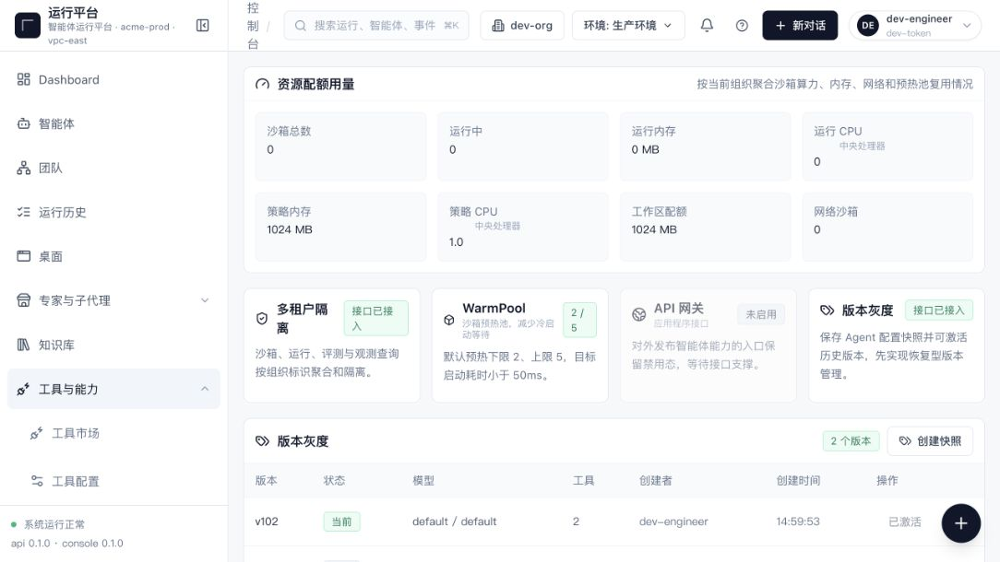 运行平台
智能体运行平台 · acme-prod ·
vpc-east
控
制
台
/
搜索运行、智能体、事件 ⌘K
dev-org
环境: 生产环境
新对话
DE
dev-engineer
dev-token
Dashboard
智能体
团队
运行历史
桌面
专家与子代理
知识库
工具与能力
工具市场
工具配置
系统运行正常
api 0.1.0 · console 0.1.0
资源配额用量
按当前组织聚合沙箱算力、内存、网络和预热池复用情况
沙箱总数
0
运行中
0
运行内存
0 MB
运行 CPU
中央处理器
0
策略内存
1024 MB
策略 CPU
中央处理器
1.0
工作区配额
1024 MB
网络沙箱
0
多租户隔
离
接口已接
入
沙箱、运行、评测与观测查询
按组织标识聚合和隔离。
WarmPool
沙箱预热池，减少冷启
动等待
2 /
5
默认预热下限 2、上限 5，目标
启动耗时小于 50ms。
API 网关
应用程序接口
未启用
对外发布智能体能力的入口保
留禁用态，等待接口支撑。
版本灰度
接口已接入
保存 Agent 配置快照并可激活
历史版本，先实现恢复型版本
管理。
版本灰度
2 个版本
创建快照
版本 状态 模型 工具 创建者 创建时间 操作
v102 当前 default / default 2 dev-engineer 14:59:53 已激活